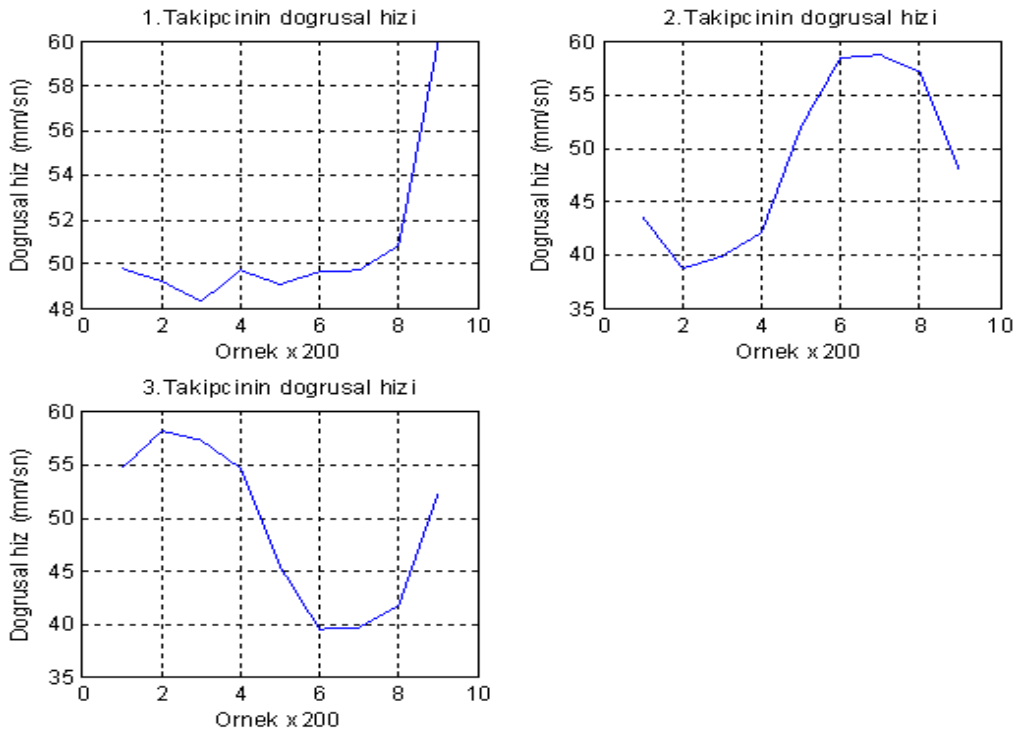 1.Takipcinin dogrusal hizi
Dogrusal hiz (mm/sn)
60
58
56
54
52
50
48
0 2 4 6 8 10
Ornek x200
2.Takipcinin dogrusal hizi
Dogrusal hiz (mm/sn)
60
55
50
45
40
35
0 2 4 6 8 10
Ornek x200
3.Takipcinin dogrusal hizi
Dogrusal hiz (mm/sn)
60
55
50
45
40
35
0 2 4 6 8 10
Ornek x200